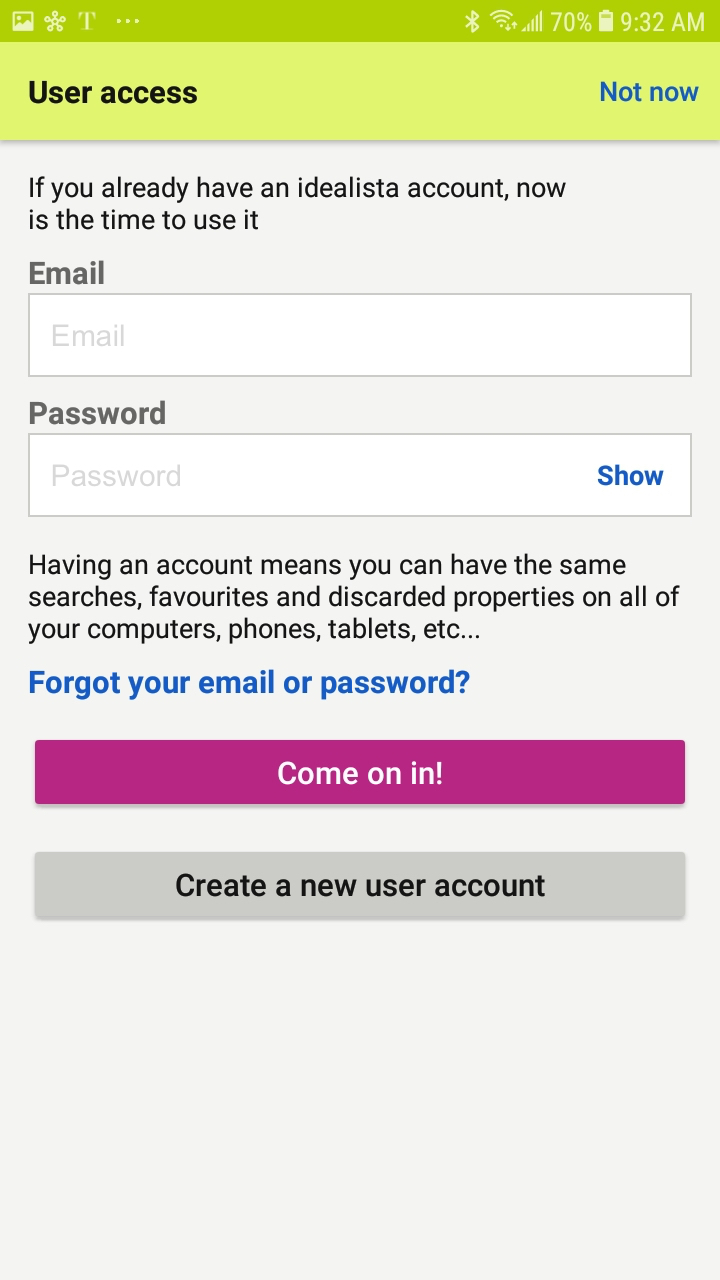 T ... 70% 9:32 AM
User access Not now
If you already have an idealista account, now
is the time to use it
Email
Email
Password
Password Show
Having an account means you can have the same
searches, favourites and discarded properties on all of
your computers, phones, tablets, etc...
Forgot your email or password?
Come on in!
Create a new user account